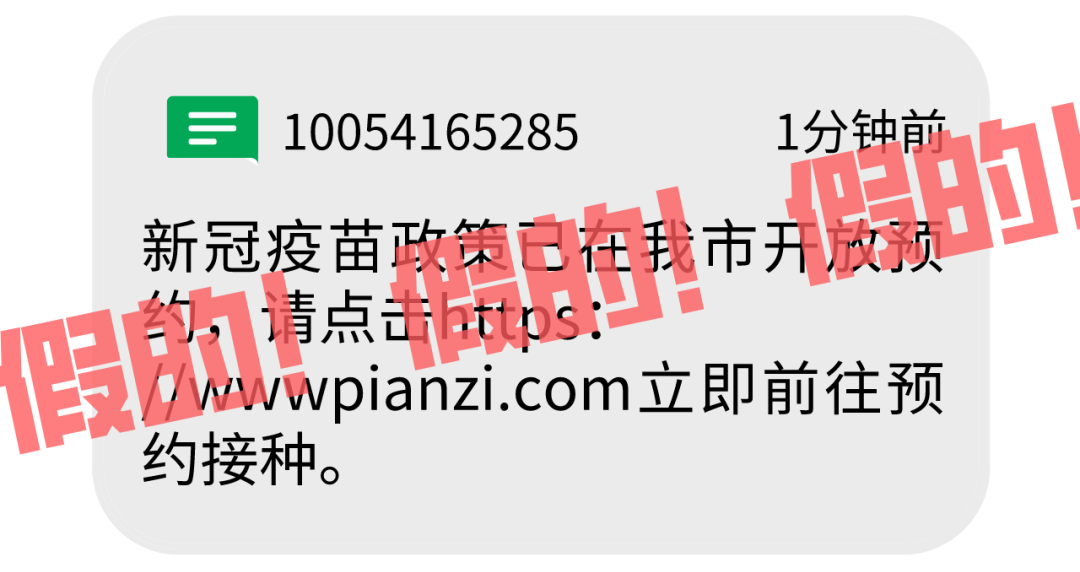 10054165285 1分钟前
新冠疫苗政策已在我市开放预
约，请点击https：
//wwwpianzi.com立即前往预
约接种。
假的！假的！假的！